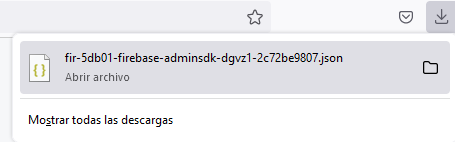 fir-5db01-firebase-adminsdk-dgvz1-2c72be9807.json
Abrir archivo
Mostrar todas las descargas